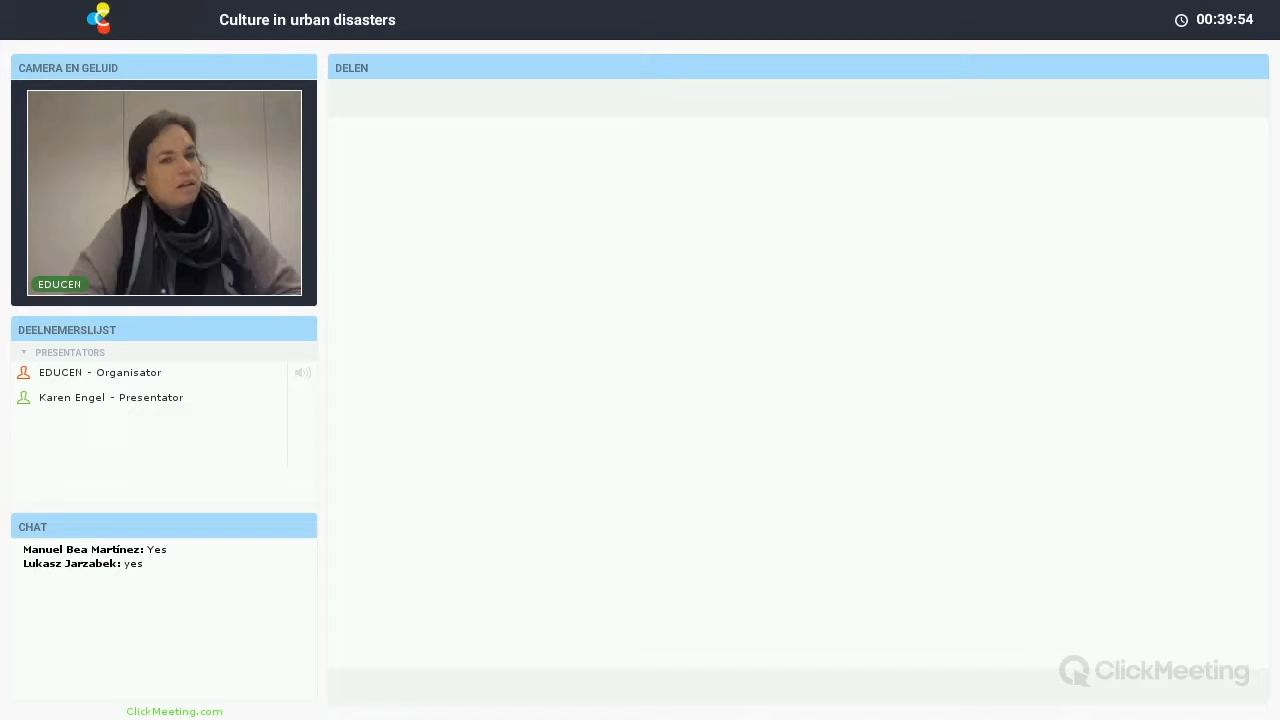 Culture in urban disasters
00:39:54
CAMERA EN GELUID
DELEN
EDUCEN
DEELNEMERSLIJST
PRESENTATORS
EDUCEN - Organisator
Karen Engel - Presentator
CHAT
Manuel Bea Martínez: Yes
Lukasz Jarzabek: yes
ClickMeeting
ClickMeeting.com